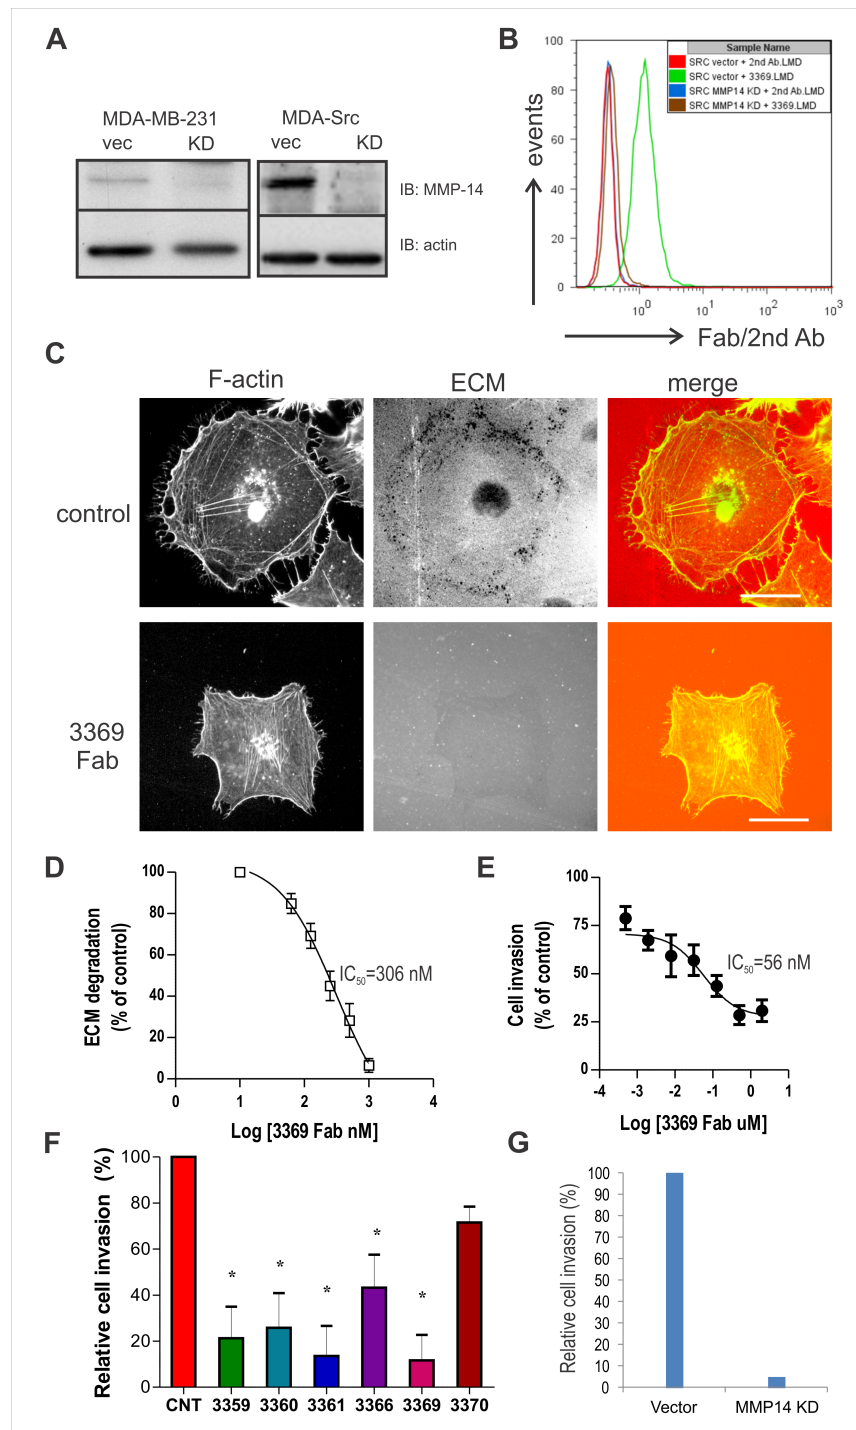 A
MDA-MB-231
MDA-Src
vec KD
vec KD
IB: MMP-14
IB: actin
B
100
80
60
40
20
0
events
Sample Name
SRC vector + 2nd Ab.LMD
SRC vector + 3369.LMD
SRC MMP14 KD + 2nd Ab.LMD
SRC MMP14 KD + 3369.LMD
10^0 10^1 10^2 10^3
Fab/2nd Ab
C
F-actin ECM merge
control
3369
Fab
D
ECM degradation
(% of control)
100
80
60
40
20
0
IC50=306 nM
0 1 2 3 4
Log [3369 Fab nM]
E
Cell invasion
(% of control)
100
75
50
25
0
IC50=56 nM
-4 -3 -2 -1 0 1
Log [3369 Fab uM]
F
Relative cell invasion (%)
100
80
60
40
20
0
* * * * *
CNT 3359 3360 3361 3366 3369 3370
G
Relative cell invasion (%)
100
90
80
70
60
50
40
30
20
10
0
Vector MMP14 KD